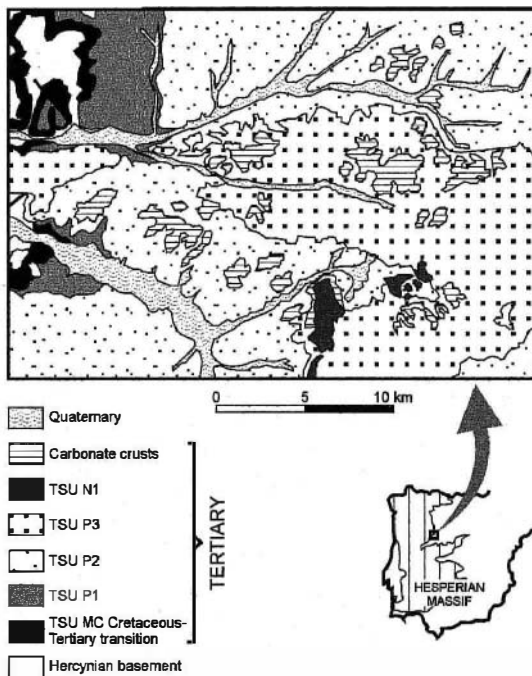 0 5 10 km
Quaternary
Carbonate crusts
TSU N1
TSU P3
TSU P2
TSU P1
TSU MC Cretaceous-
Tertiary transition
Hercynian basement
TERTIARY
HESPERIAN
MASSIF